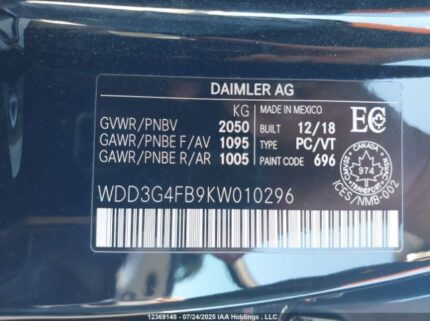 DAIMLER AG
KG
MADE IN MEXICO
GVWR/PNBV 2050 BUILT 12/18
GAWR/PNBE F/AV 1095 TYPE PC/VT
GAWR/PNBE R/AR 1005 PAINT CODE 696
EC
CANADA
974
ICES/NMB-002
WDD3G4FB9KW010296
12369148 - 07/24/2025 IAA Holdings, LLC